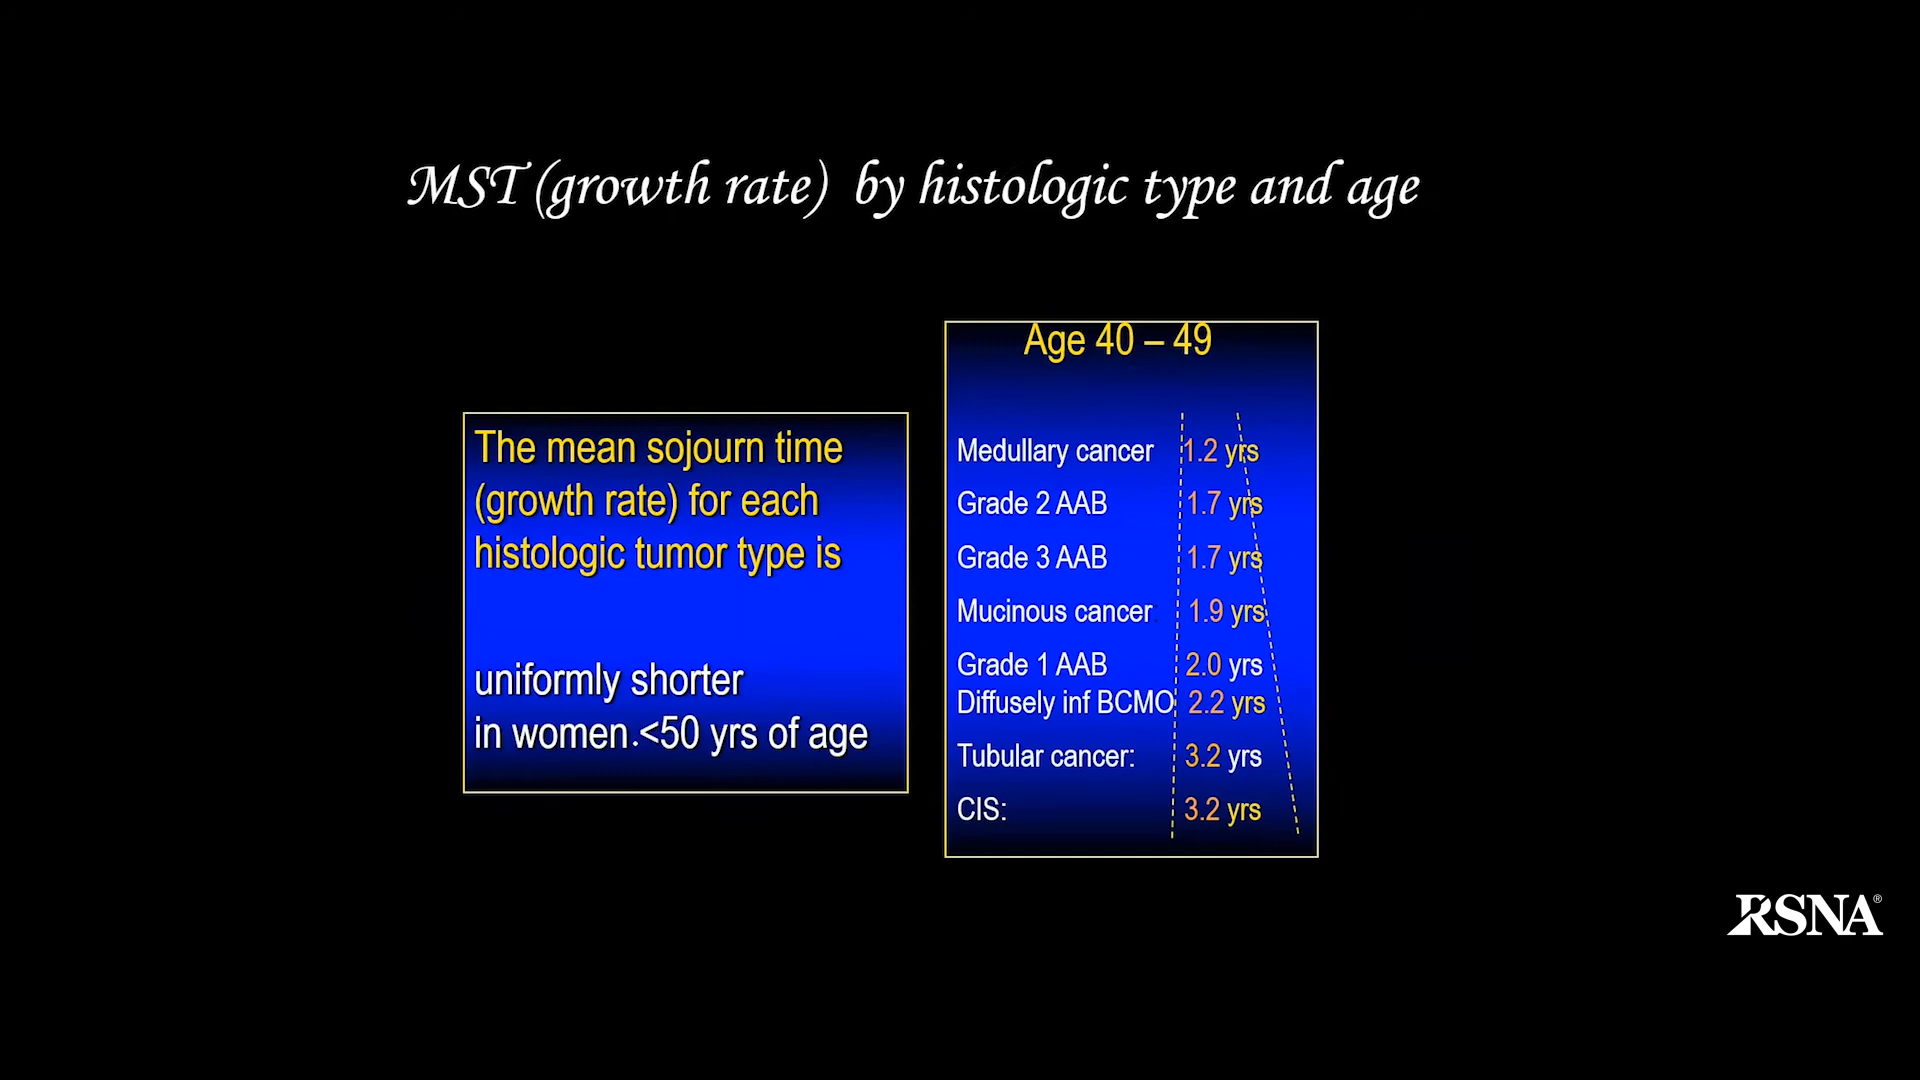 MST (growth rate) by histologic type and age
The mean sojourn time
(growth rate) for each
histologic tumor type is
uniformly shorter
in women.<50 yrs of age
Age 40 – 49
Medullary cancer 1.2 yrs
Grade 2 AAB 1.7 yrs
Grade 3 AAB 1.7 yrs
Mucinous cancer: 1.9 yrs
Grade 1 AAB 2.0 yrs
Diffusely inf BCMO 2.2 yrs
Tubular cancer: 3.2 yrs
CIS: 3.2 yrs
RSNA®